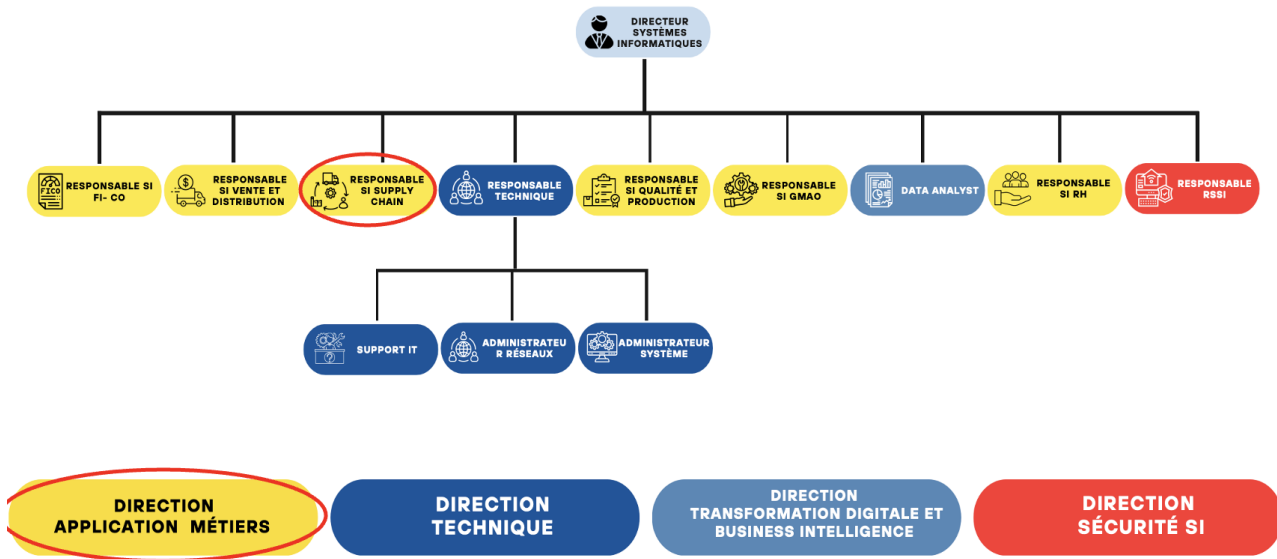 DIRECTEUR
SYSTÈMES
INFORMATIQUES
FICO
RESPONSABLE SI
FI- CO
$
RESPONSABLE
SI VENTE ET
DISTRIBUTION
RESPONSABLE
SI SUPPLY
CHAIN
RESPONSABLE
TECHNIQUE
RESPONSABLE
SI QUALITÉ ET
PRODUCTION
RESPONSABLE
SI GMAO
DATA ANALYST
RESPONSABLE
SI RH
RESPONSABLE
RSSI
?
SUPPORT IT
ADMINISTRATEU
R RÉSEAUX
ADMINISTRATEUR
SYSTÈME
DIRECTION
APPLICATION MÉTIERS
DIRECTION
TECHNIQUE
DIRECTION
TRANSFORMATION DIGITALE ET
BUSINESS INTELLIGENCE
DIRECTION
SÉCURITÉ SI